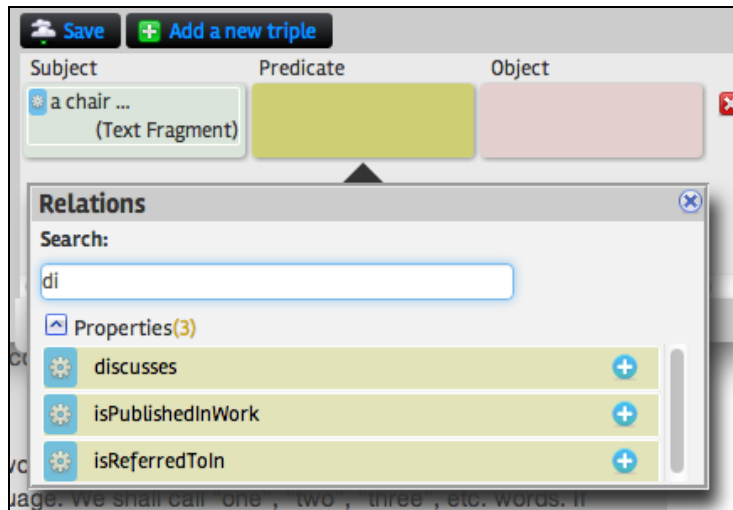 Save Add a new triple
Subject Predicate Object
a chair ...
(Text Fragment)
Relations
Search:
di
Properties(3)
discusses
isPublishedInWork
isReferredToIn
uage. We shall call "one", "two", "three", etc. words. If